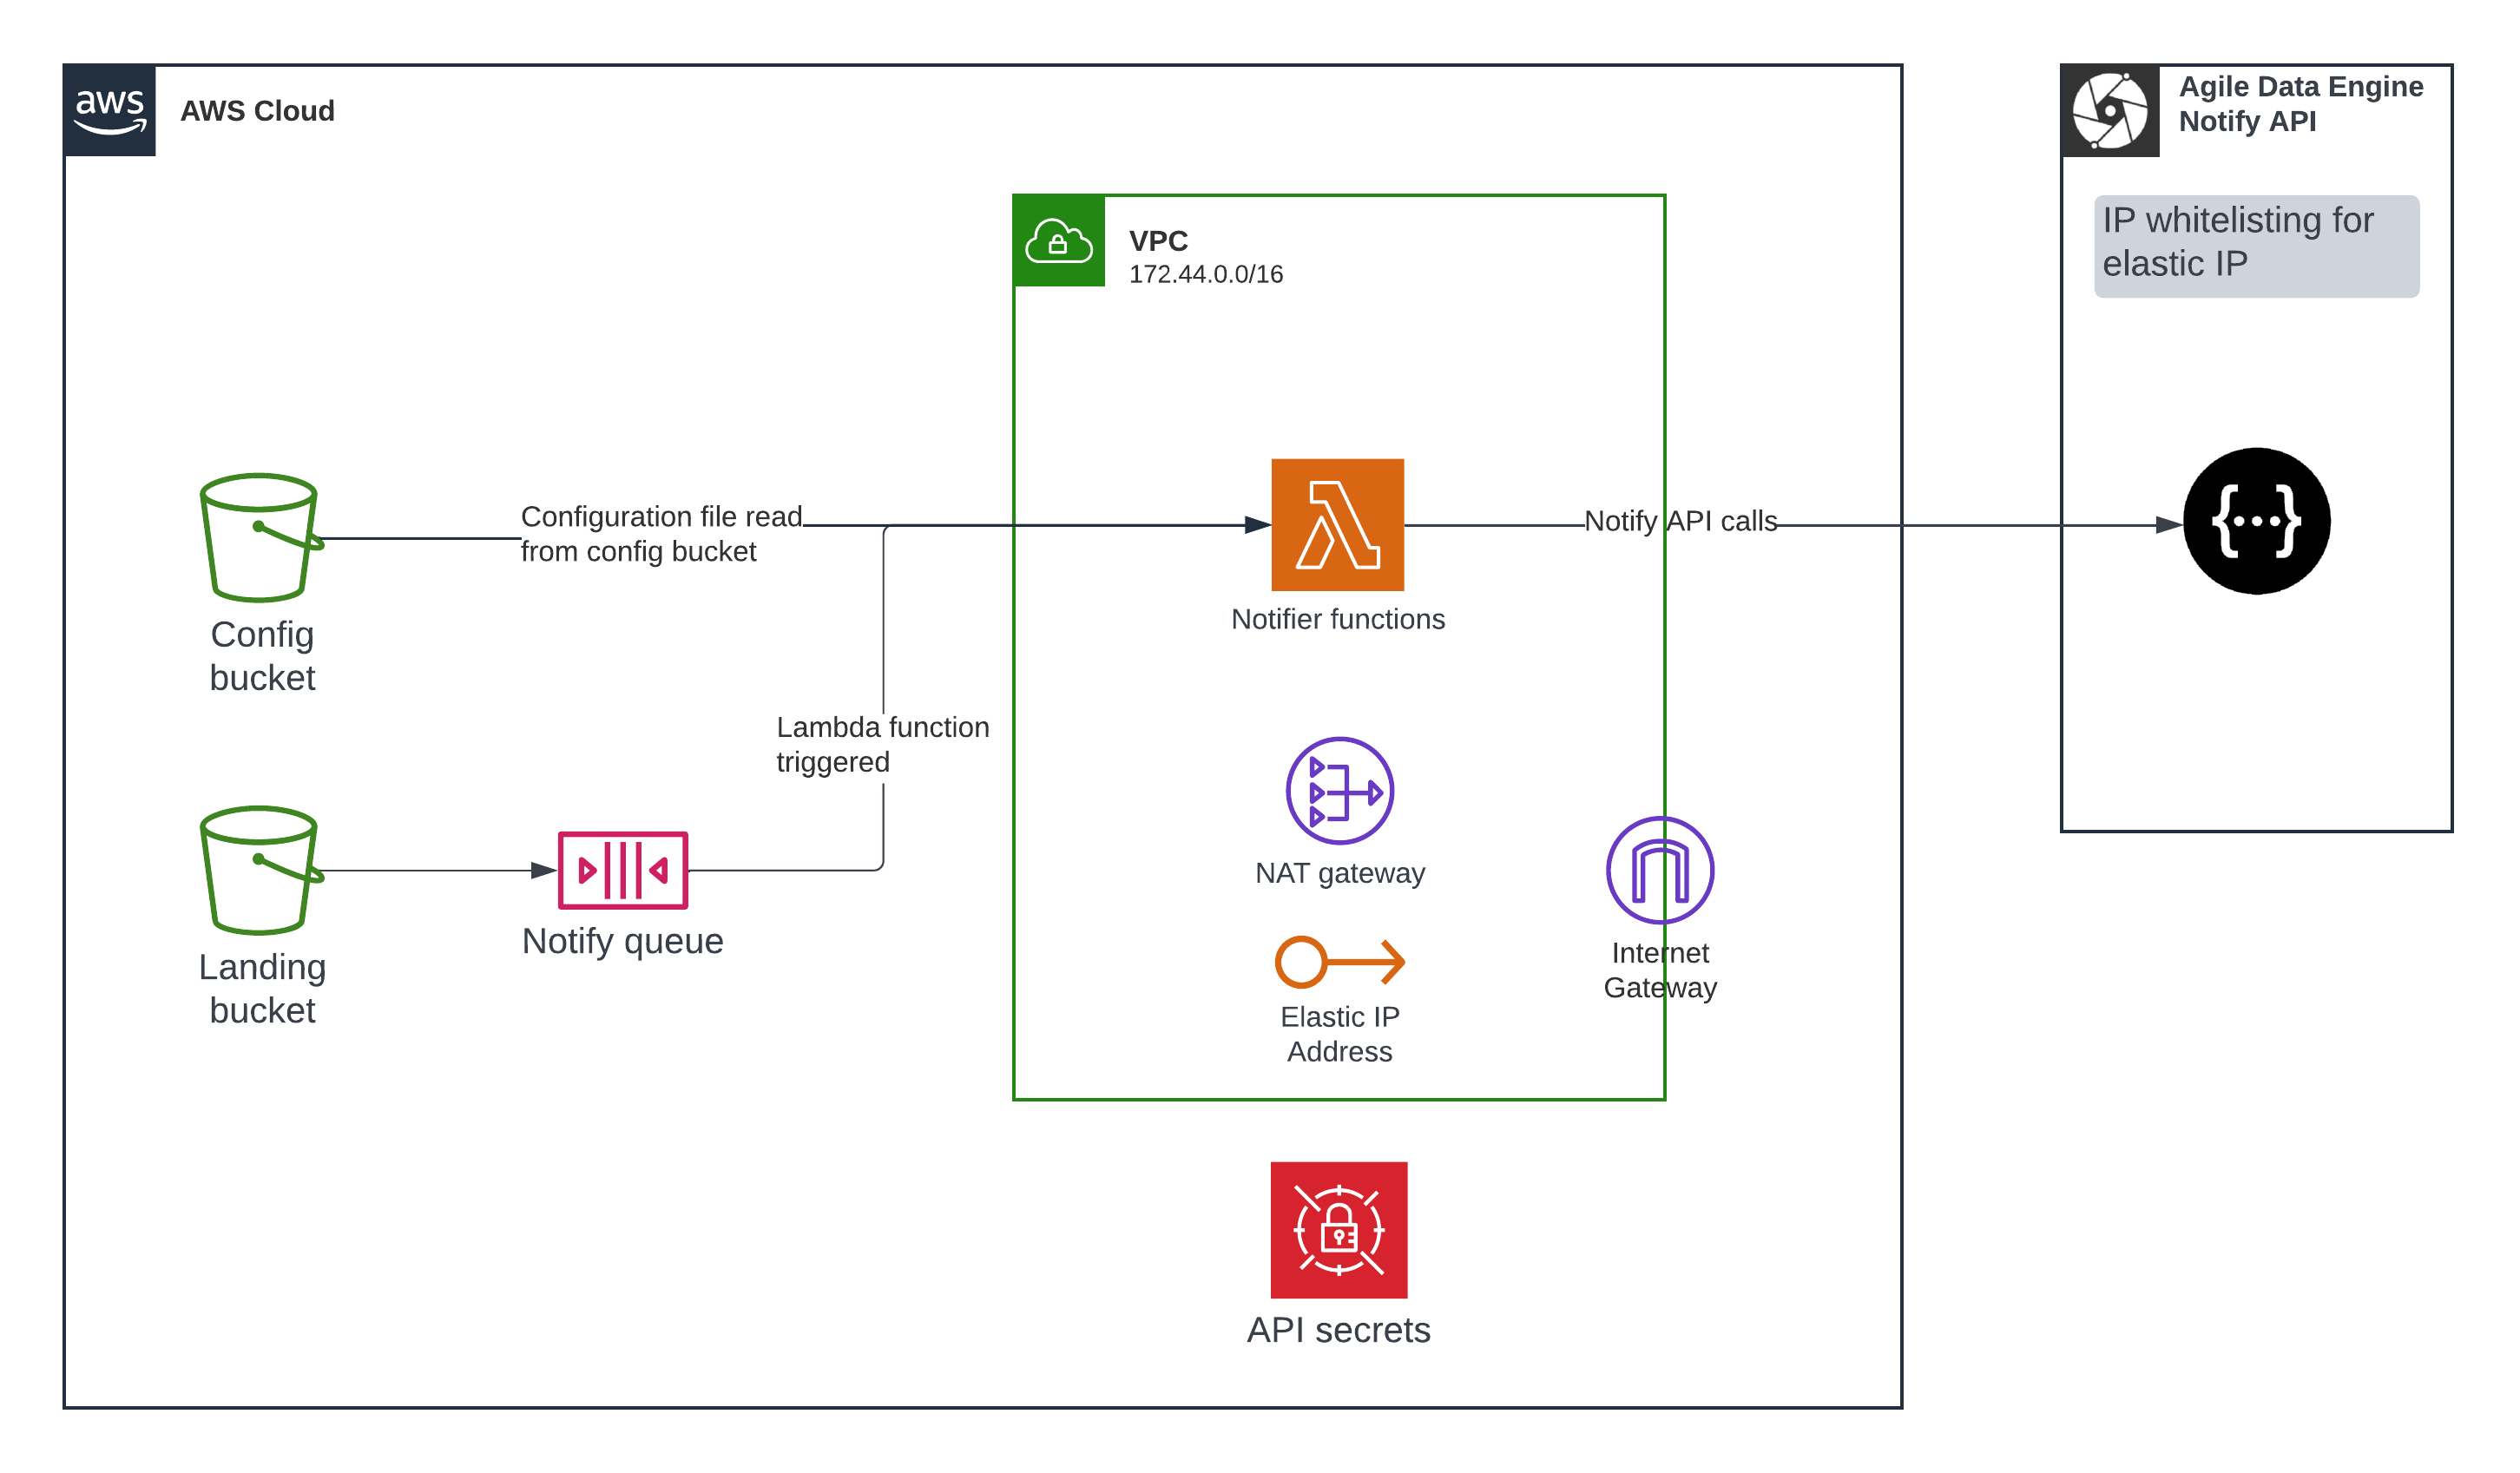 aws
AWS Cloud
Agile Data Engine
Notify API
IP whitelisting for
elastic IP
VPC
172.44.0.0/16
Configuration file read
from config bucket
Notify API calls
Notifier functions
Config
bucket
Lambda function
triggered
NAT gateway
Notify queue
Internet
Gateway
Landing
bucket
Elastic IP
Address
API secrets